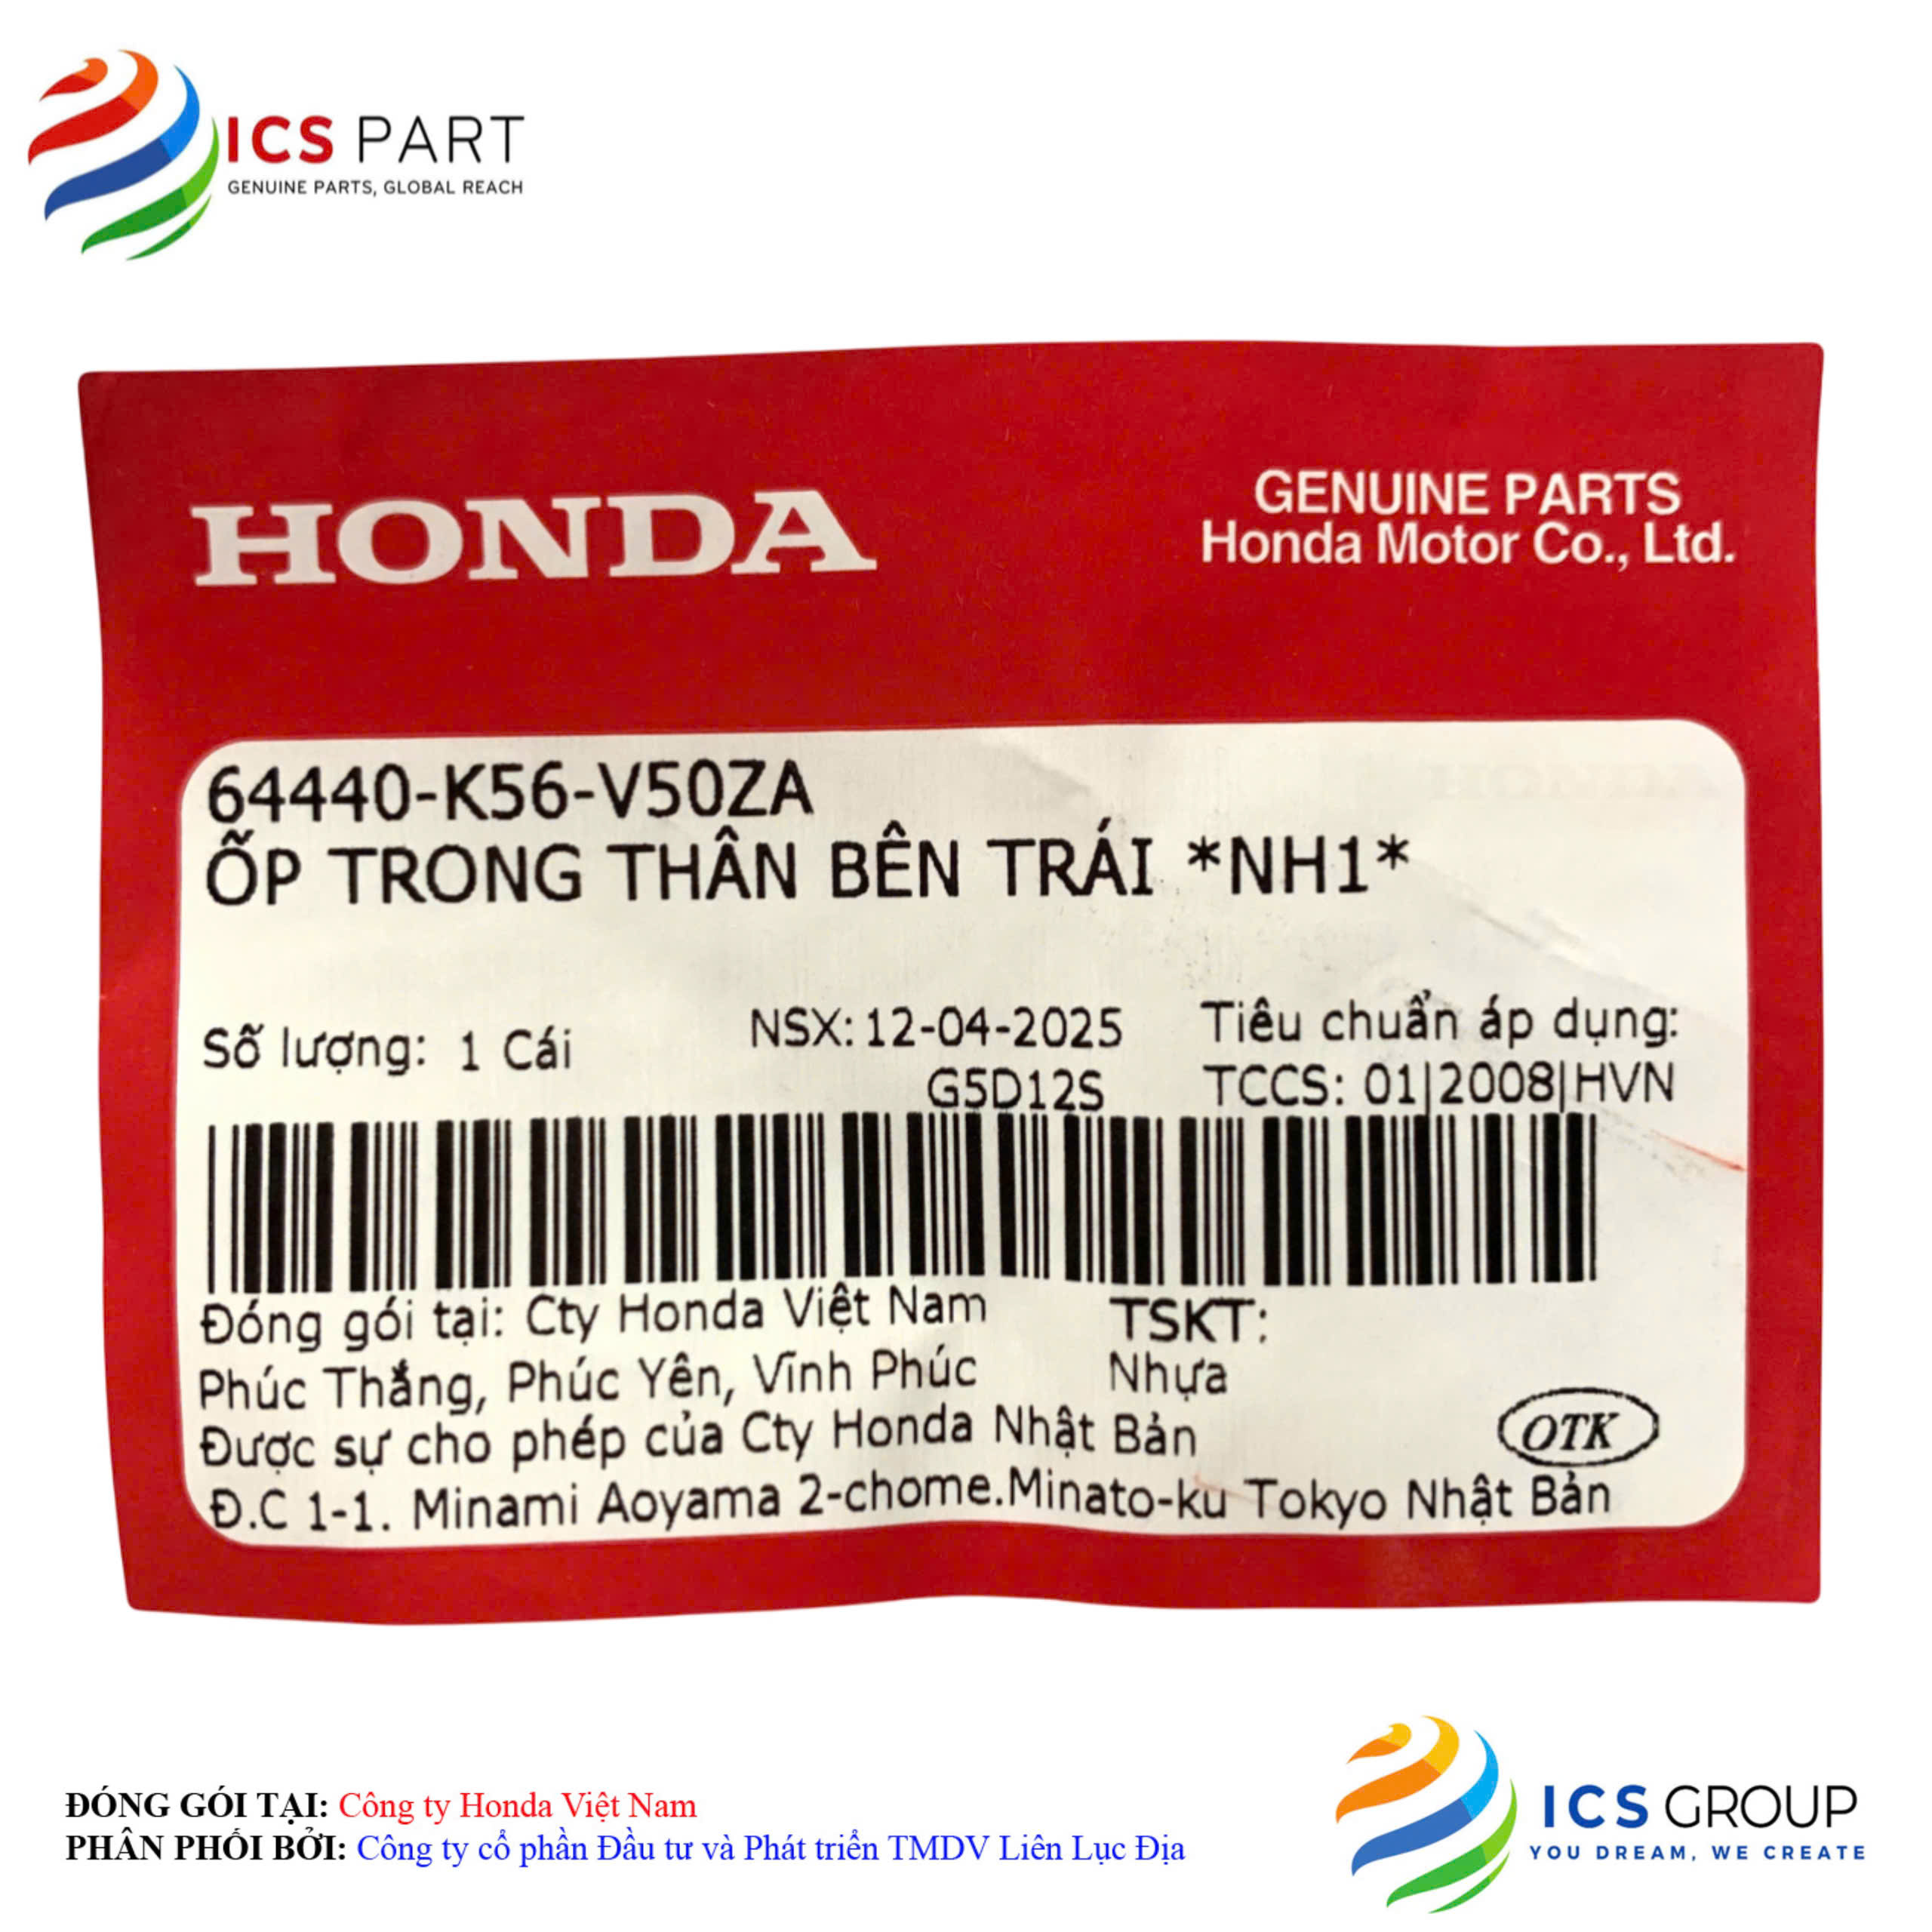 ICS PART
GENUINE PARTS, GLOBAL REACH
HONDA
GENUINE PARTS
Honda Motor Co., Ltd.
64440-K56-V50ZA
ỐP TRONG THÂN BÊN TRÁI *NH1*
Số lượng: 1 Cái
NSX: 12-04-2025
G5D12S
Tiêu chuẩn áp dụng:
TCCS: 01|2008|HVN
Đóng gói tại: Cty Honda Việt Nam
Phúc Thắng, Phúc Yên, Vĩnh Phúc
TSKT:
Nhựa
Được sự cho phép của Cty Honda Nhật Bản
OTK
Đ.C 1-1. Minami Aoyama 2-chome.Minato-ku Tokyo Nhật Bản
ĐÓNG GÓI TẠI: Công ty Honda Việt Nam
PHÂN PHỐI BỞI: Công ty cổ phần Đầu tư và Phát triển TMDV Liên Lục Địa
ICS GROUP
YOU DREAM, WE CREATE